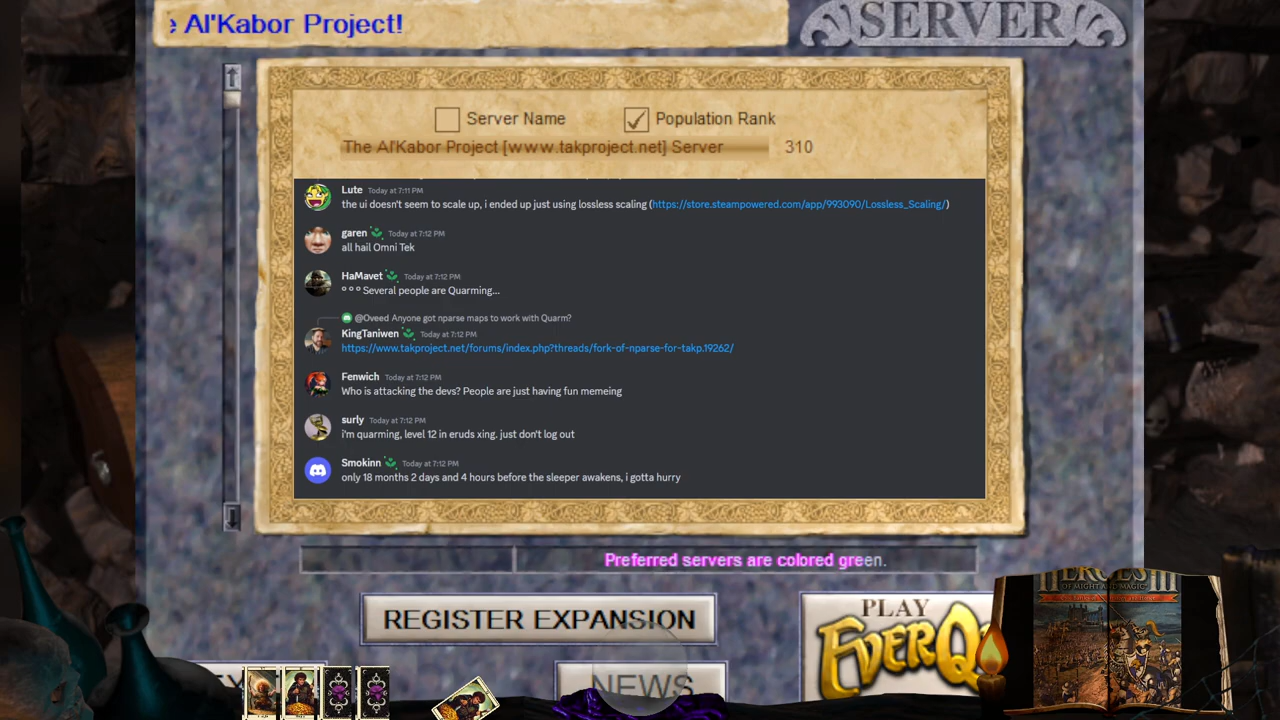 Al'Kabor Project!
SERVER
Server Name
Population Rank
The Al'Kabor Project [www.takproject.net] Server 310
Lute Today at 7:11 PM
the ui doesn't seem to scale up, i ended up just using lossless scaling (https://store.steampowered.com/app/993090/Lossless_Scaling/)
garen Today at 7:12 PM
all hail Omni Tek
HaMavet Today at 7:12 PM
° ° ° Several people are Quarming...
@Oveed Anyone got nparse maps to work with Quarm?
KingTaniwen Today at 7:12 PM
https://www.takproject.net/forums/index.php?threads/fork-of-nparse-for-takp.19262/
Fenwich Today at 7:12 PM
Who is attacking the devs? People are just having fun memeing
surly Today at 7:12 PM
i'm quarming, level 12 in eruds xing. just don't log out
Smokinn Today at 7:12 PM
only 18 months 2 days and 4 hours before the sleeper awakens, i gotta hurry
Preferred servers are colored green.
REGISTER EXPANSION
PLAY
EVERQ
NEWS
HEROES III
OF MIGHT AND MAGIC